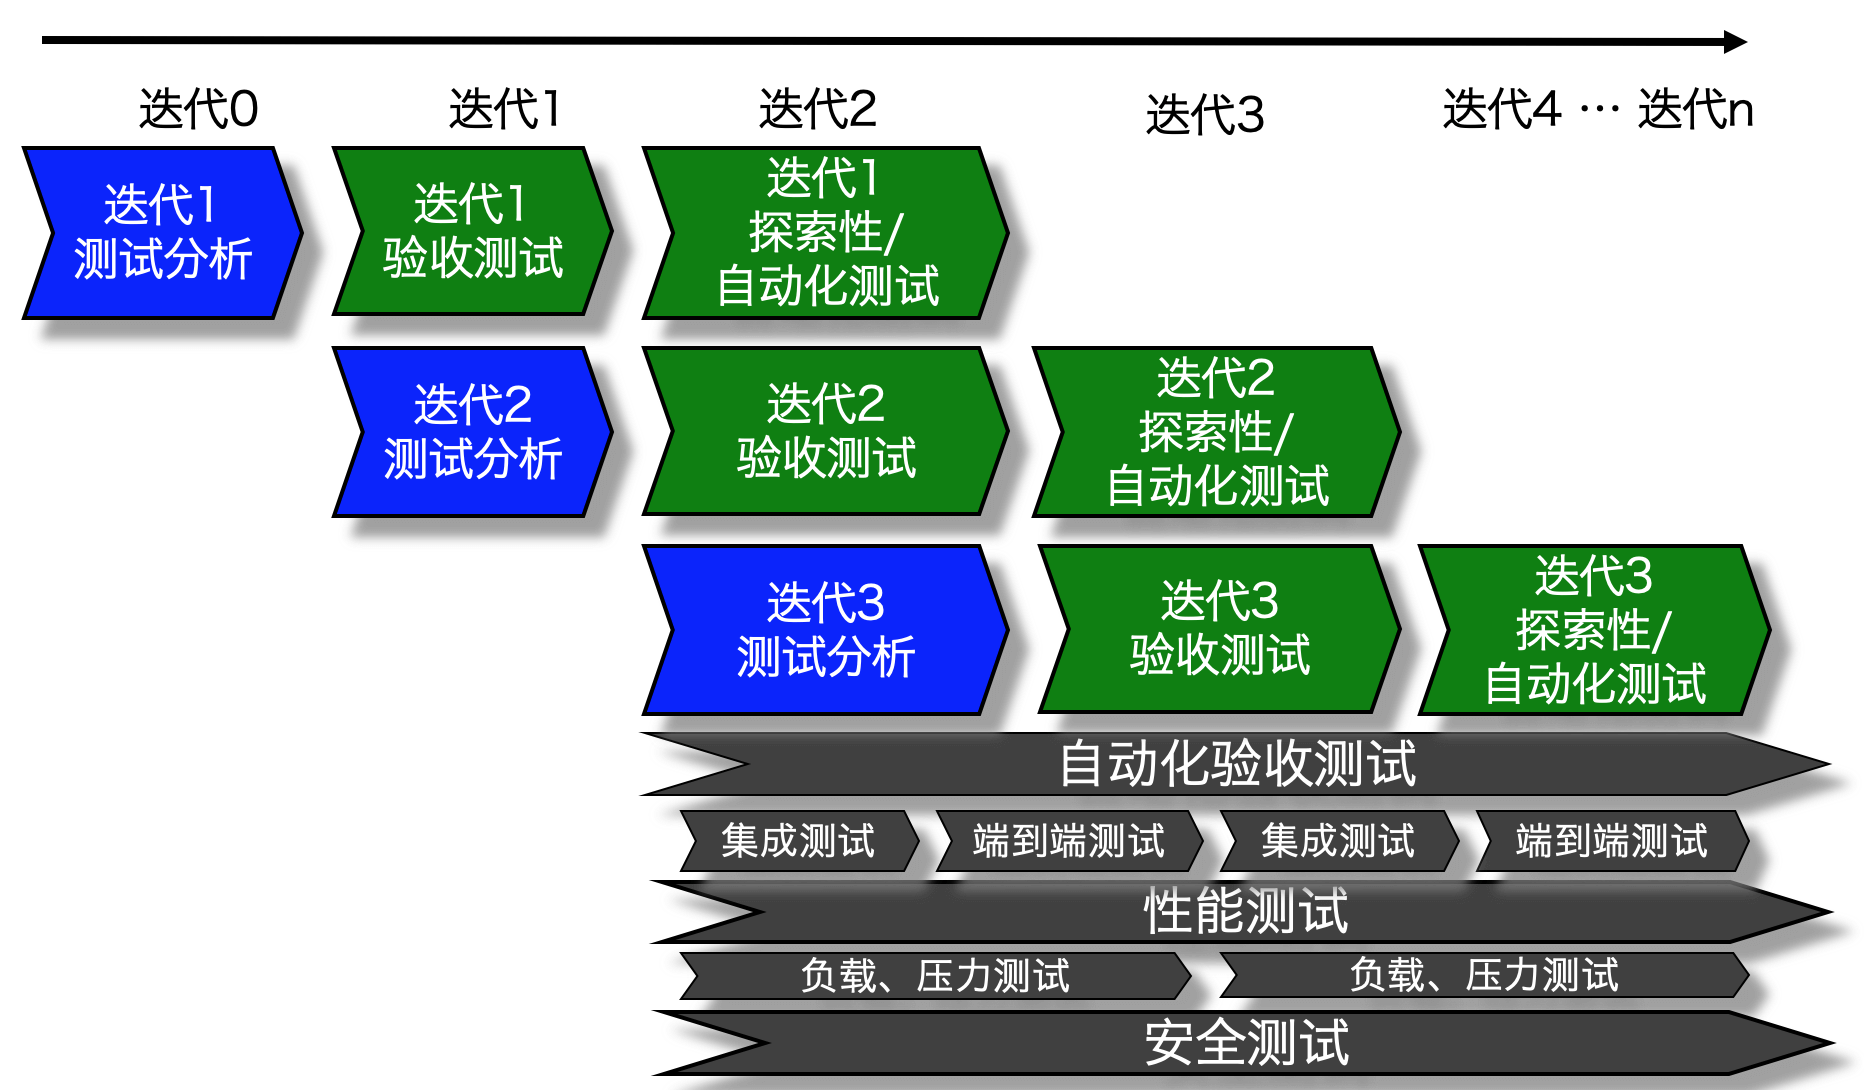 迭代0
迭代1
迭代2
迭代3
迭代4 … 迭代n
迭代1
测试分析
迭代1
验收测试
迭代1
探索性/
自动化测试
迭代2
测试分析
迭代2
验收测试
迭代2
探索性/
自动化测试
迭代3
测试分析
迭代3
验收测试
迭代3
探索性/
自动化测试
自动化验收测试
集成测试
端到端测试
集成测试
端到端测试
性能测试
负载、压力测试
负载、压力测试
安全测试